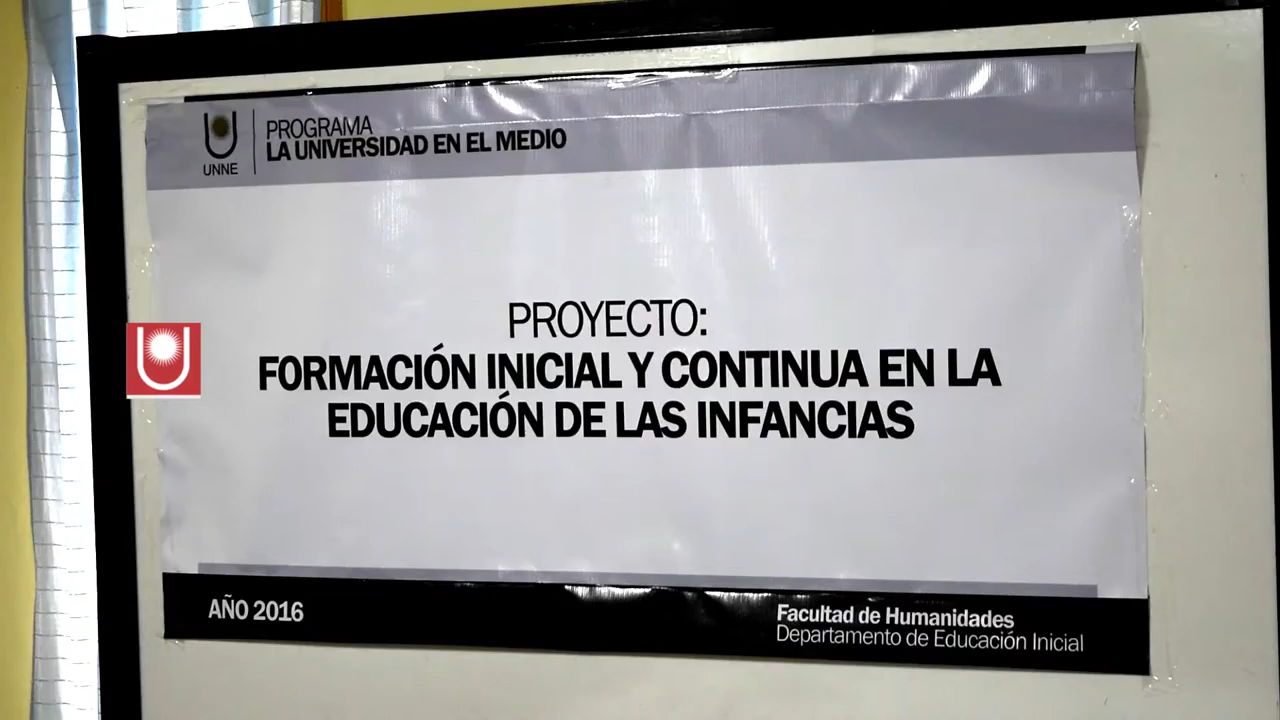 UNNE
PROGRAMA
LA UNIVERSIDAD EN EL MEDIO
PROYECTO:
FORMACIÓN INICIAL Y CONTINUA EN LA
EDUCACIÓN DE LAS INFANCIAS
AÑO 2016
Facultad de Humanidades
Departamento de Educación Inicial